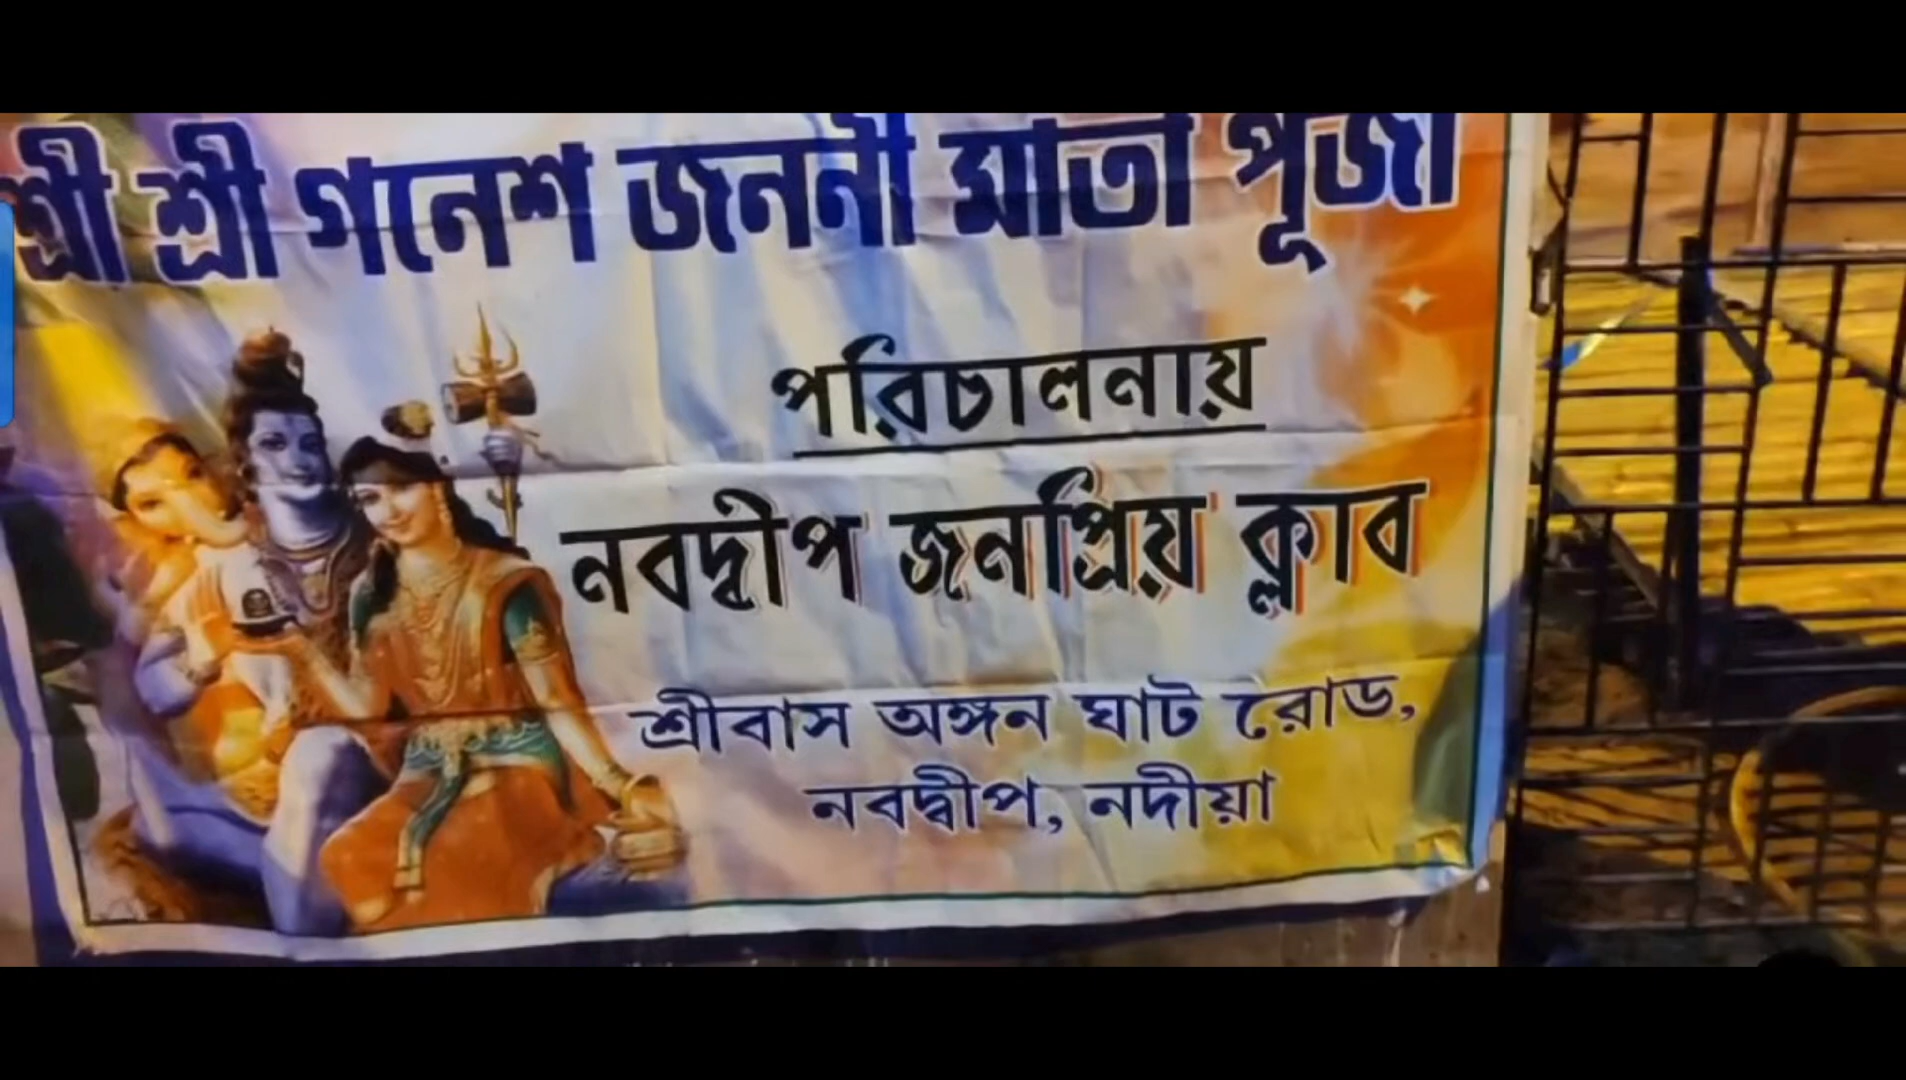 শ্রী শ্রী গনেশ জননী মাতা পূজা
পরিচালনায়
নবদ্বীপ জনপ্রিয় ক্লাব
শ্রীবাস অঙ্গন ঘাট রোড,
নবদ্বীপ, নদীয়া